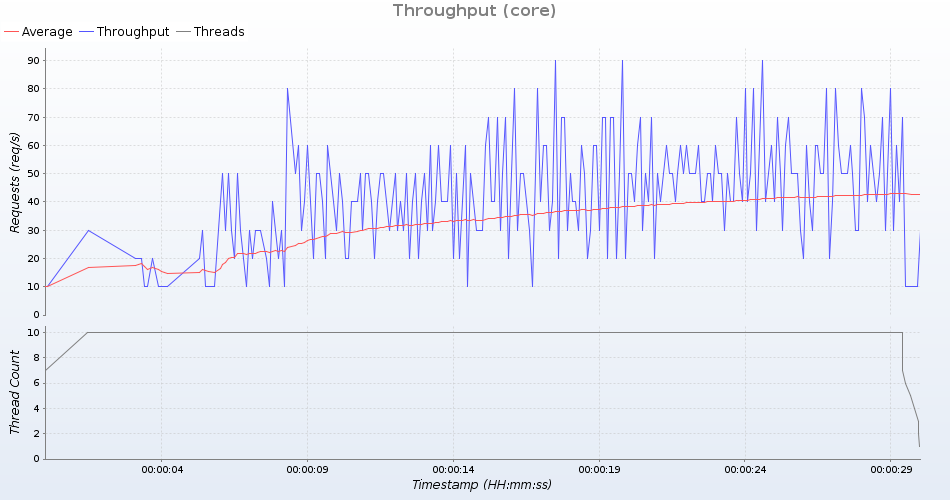 Throughput (core)
Average Throughput Threads
Requests (req/s)
90
80
70
60
50
40
30
20
10
0
Thread Count
10
8
6
4
2
0
00:00:04 00:00:09 00:00:14 00:00:19 00:00:24 00:00:29
Timestamp (HH:mm:ss)